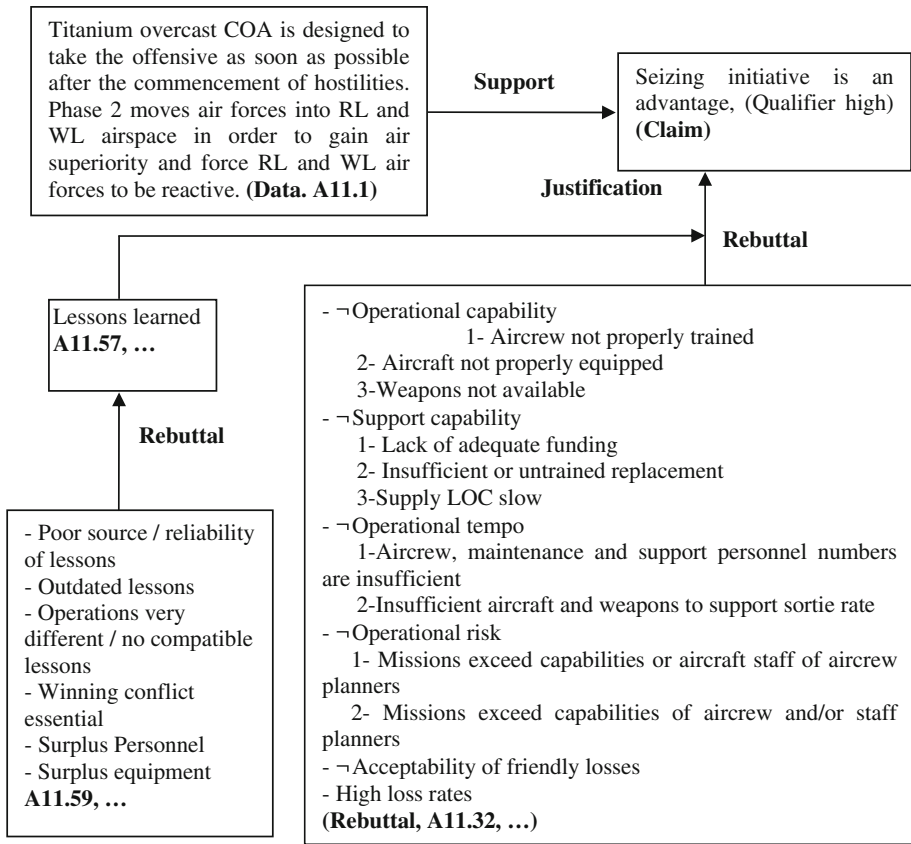 Titanium overcast COA is designed to
take the offensive as soon as possible
after the commencement of hostilities.
Phase 2 moves air forces into RL and
WL airspace in order to gain air
superiority and force RL and WL air
forces to be reactive. (Data. A11.1)
Support
Seizing initiative is an
advantage, (Qualifier high)
(Claim)
Justification
Rebuttal
Lessons learned
A11.57, …
Rebuttal
- Poor source / reliability
of lessons
- Outdated lessons
- Operations very
different / no compatible
lessons
- Winning conflict
essential
- Surplus Personnel
- Surplus equipment
A11.59, …
- ¬Operational capability
1- Aircrew not properly trained
2- Aircraft not properly equipped
3-Weapons not available
- ¬Support capability
1- Lack of adequate funding
2- Insufficient or untrained replacement
3-Supply LOC slow
- ¬Operational tempo
1-Aircrew, maintenance and support personnel numbers
are insufficient
2-Insufficient aircraft and weapons to support sortie rate
- ¬Operational risk
1- Missions exceed capabilities or aircraft staff of aircrew
planners
2- Missions exceed capabilities of aircrew and/or staff
planners
- ¬Acceptability of friendly losses
- High loss rates
(Rebuttal, A11.32, …)